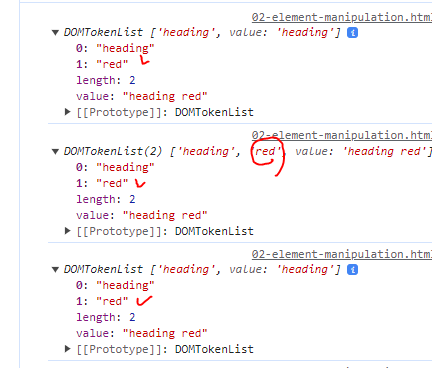 02-element-manipulation.html
▼ DOMTokenList ['heading', value: 'heading'] i
0: "heading"
1: "red"
length: 2
value: "heading red"
▶ [[Prototype]]: DOMTokenList
02-element-manipulation.html
▼ DOMTokenList(2) ['heading', 'red', value: 'heading red']
0: "heading"
1: "red"
length: 2
value: "heading red"
▶ [[Prototype]]: DOMTokenList
02-element-manipulation.html
▼ DOMTokenList ['heading', value: 'heading'] i
0: "heading"
1: "red"
length: 2
value: "heading red"
▶ [[Prototype]]: DOMTokenList